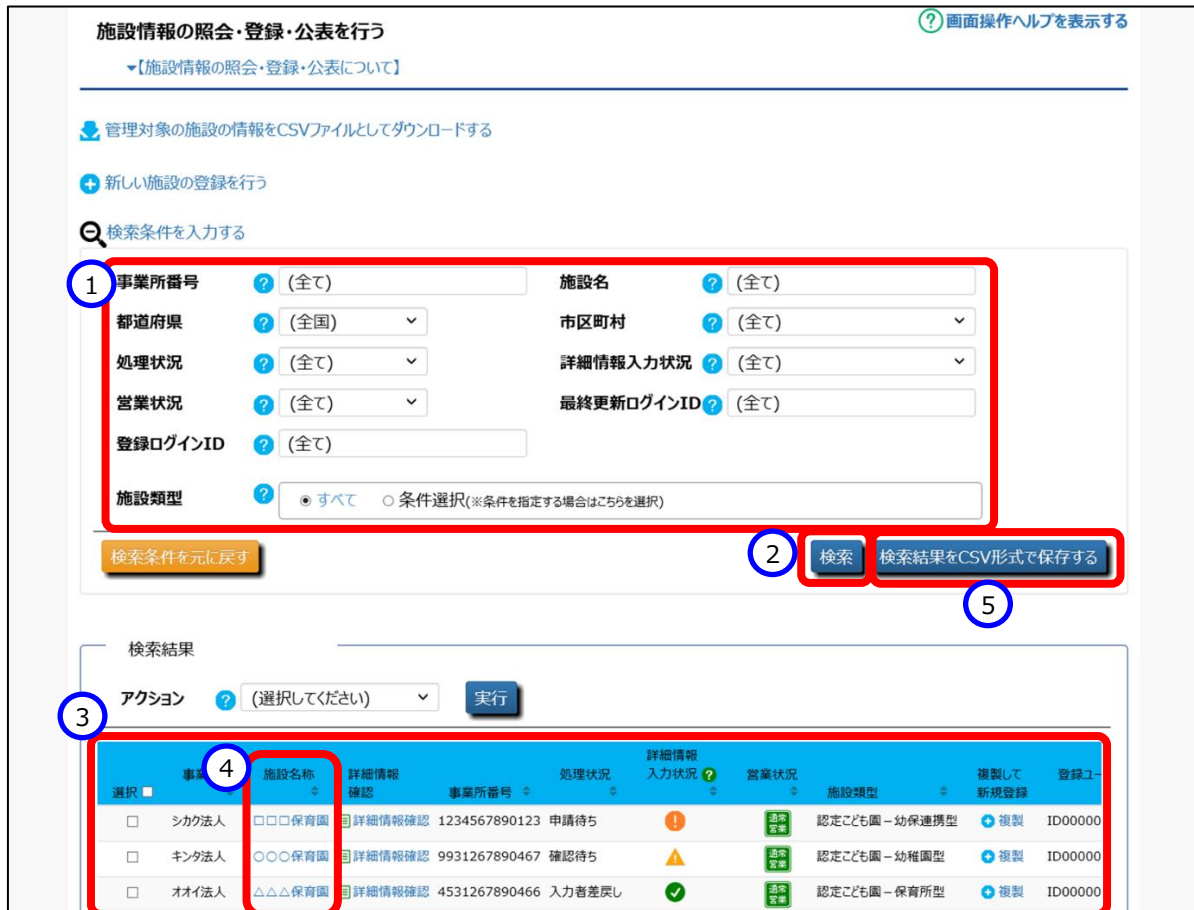 施設情報の照会・登録・公表を行う
?画面操作ヘルプを表示する
▼【施設情報の照会・登録・公表について】
管理対象の施設の情報をCSVファイルとしてダウンロードする
新しい施設の登録を行う
検索条件を入力する
1 事業所番号 ? (全て) 施設名 ? (全て)
都道府県 ? (全国) 市区町村 ? (全て)
処理状況 ? (全て) 詳細情報入力状況 ? (全て)
営業状況 ? (全て) 最終更新ログインID ? (全て)
登録ログインID ? (全て)
施設類型 ? すべて 条件選択(※条件を指定する場合はこちらを選択)
検索条件を元に戻す 2 検索 検索結果をCSV形式で保存する
5
検索結果
アクション ? (選択してください) 実行
3
選択 事業 4 施設名称 詳細情報確認 事業所番号 処理状況 詳細情報入力状況 ? 営業状況 施設類型 複製して新規登録 登録ユー
シカク法人 □□□保育園 詳細情報確認 1234567890123 申請待ち ! 通常営業 認定こども園－幼保連携型 複製 ID00000
キンタ法人 ○○○保育園 詳細情報確認 9931267890467 確認待ち 通常営業 認定こども園－幼稚園型 複製 ID00000
オオイ法人 △△△保育園 詳細情報確認 4531267890466 入力者差戻し 通常営業 認定こども園－保育所型 複製 ID00000